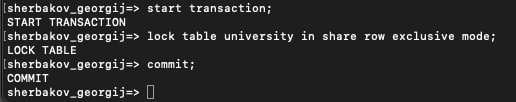 [sherbakov_georgij=> start transaction;
START TRANSACTION
[sherbakov_georgij=> lock table university in share row exclusive mode;
LOCK TABLE
[sherbakov_georgij=> commit;
COMMIT
sherbakov_georgij=>